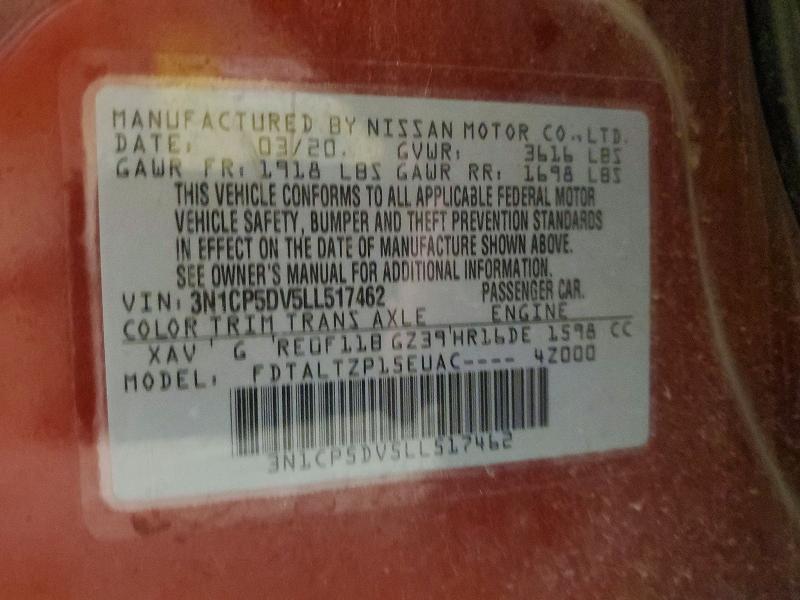 MANUFACTURED BY NISSAN MOTOR CO.,LTD.
DATE: 03/20. GVWR: 3616 LBS
GAWR FR: 1918 LBS GAWR RR: 1698 LBS
THIS VEHICLE CONFORMS TO ALL APPLICABLE FEDERAL MOTOR
VEHICLE SAFETY, BUMPER AND THEFT PREVENTION STANDARDS
IN EFFECT ON THE DATE OF MANUFACTURE SHOWN ABOVE.
SEE OWNER'S MANUAL FOR ADDITIONAL INFORMATION.
VIN: 3N1CP5DV5LL517462 PASSENGER CAR.
COLOR TRIM TRANS AXLE ENGINE
XAV ' G 'RE0F11B GZ39'HR16DE 1598 CC
MODEL: FDTALTZP15EUAC---- 4Z000
3N1CP5DV5LL517462